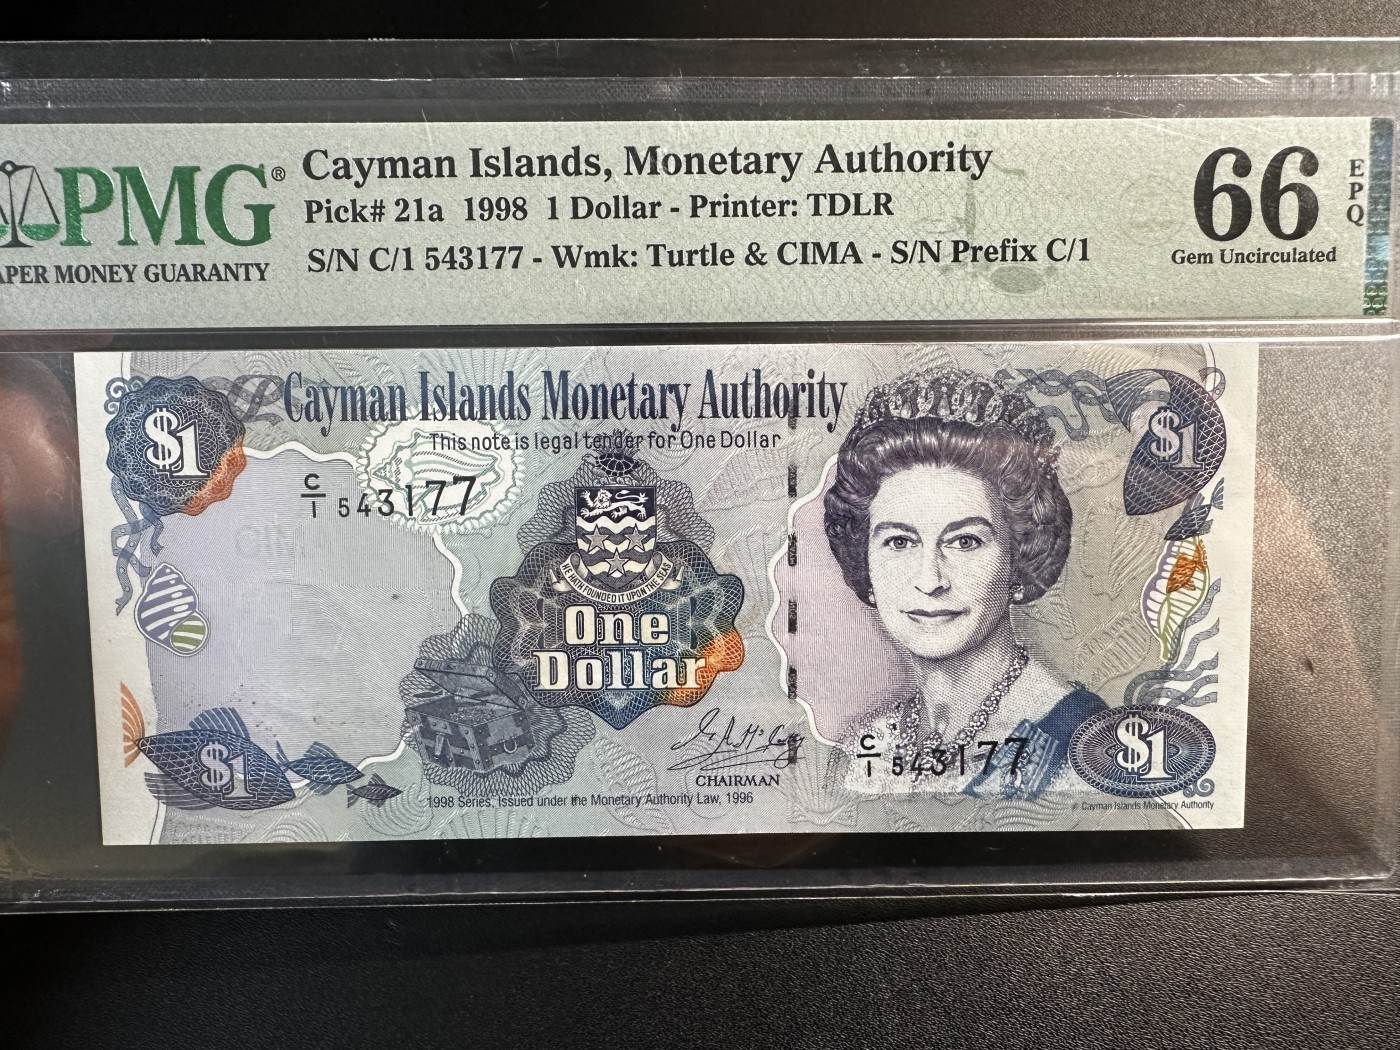 PMG®
APER MONEY GUARANTY
Cayman Islands, Monetary Authority
Pick# 21a 1998 1 Dollar - Printer: TDLR
S/N C/1 543177 - Wmk: Turtle & CIMA - S/N Prefix C/1
66
EPQ
Gem Uncirculated
Cayman Islands Monetary Authority
This note is legal tender for One Dollar
$1
$1
C/1 543177
HE HATH FOUNDED IT UPON THE SEAS
One
Dollar
$1
CHAIRMAN
C/1 543177
$1
1998 Series, Issued under the Monetary Authority Law, 1996
© Cayman Islands Monetary Authority